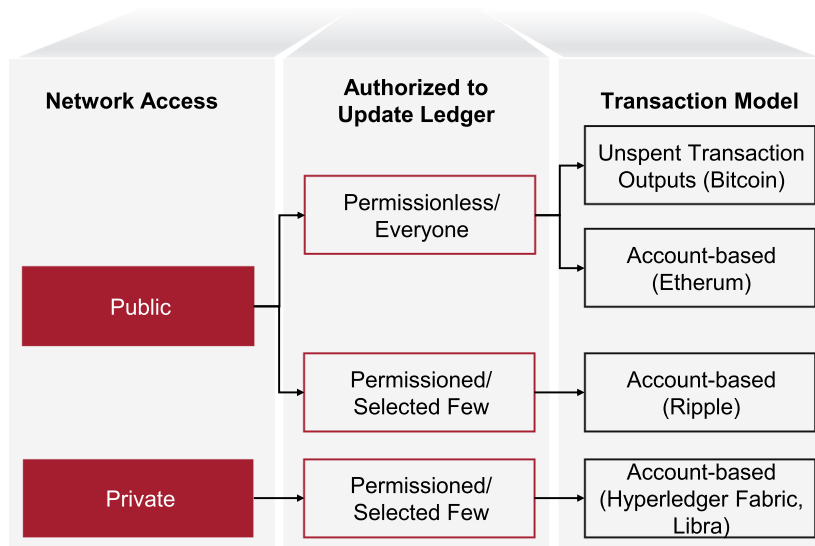 Network Access
Authorized to
Update Ledger
Transaction Model
Unspent Transaction
Outputs (Bitcoin)
Permissionless/
Everyone
Account-based
(Etherum)
Public
Permissioned/
Selected Few
Account-based
(Ripple)
Private
Permissioned/
Selected Few
Account-based
(Hyperledger Fabric,
Libra)